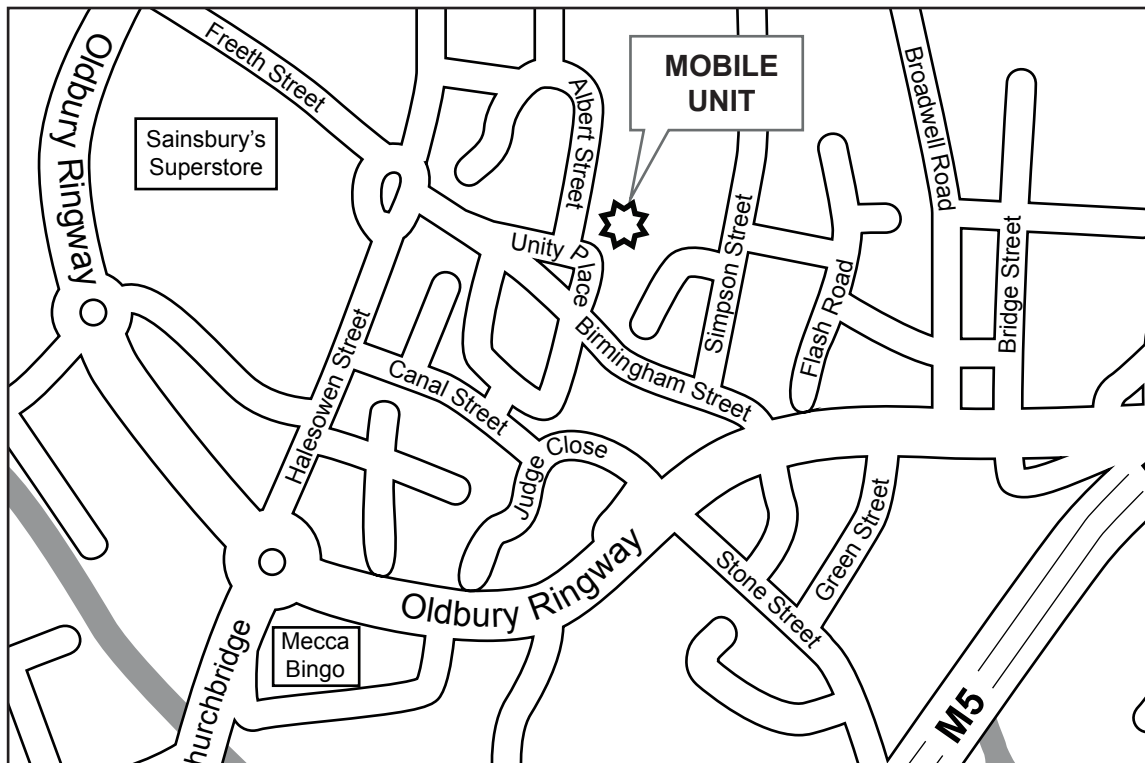 Oldbury Ringway
Freeth Street
Sainsbury's
Superstore
Albert Street
MOBILE
UNIT
Broadwell Road
Unity Place
Simpson Street
Bridge Street
Flash Road
Birmingham Street
Halesowen Street
Canal Street
Judge Close
Green Street
Stone Street
Oldbury Ringway
Mecca
Bingo
hurchbridge
M5